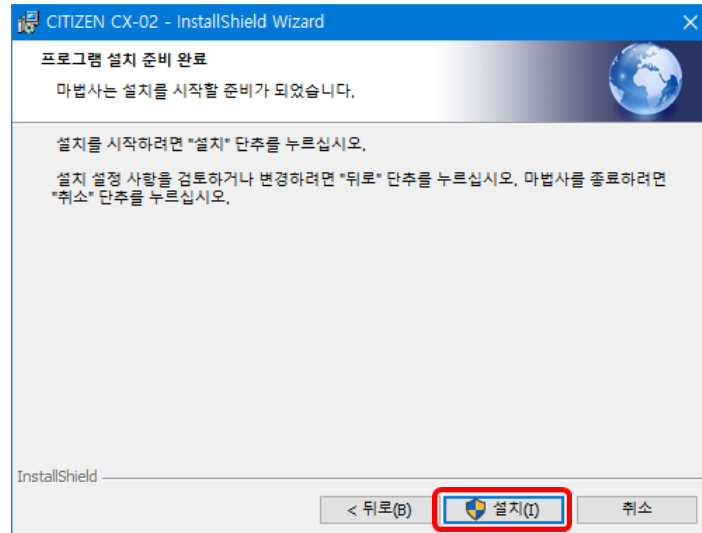 CITIZEN CX-02 - InstallShield Wizard
프로그램 설치 준비 완료
마법사는 설치를 시작할 준비가 되었습니다.
설치를 시작하려면 "설치" 단추를 누르십시오.
설치 설정 사항을 검토하거나 변경하려면 "뒤로" 단추를 누르십시오. 마법사를 종료하려면
"취소" 단추를 누르십시오.
InstallShield
< 뒤로(B) 설치(I) 취소